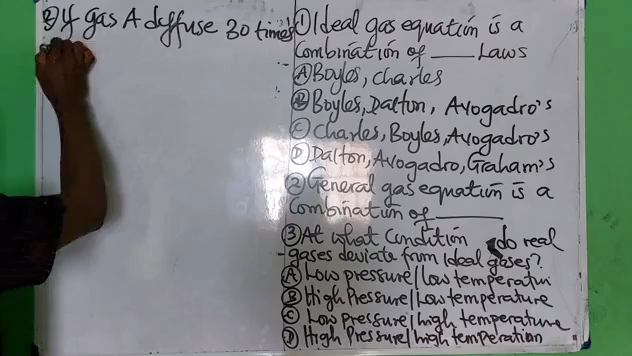 ③ If gas A diffuse 30 times
① Ideal gas equation is a
Combination of ____ Laws
Ⓐ Boyles, Charles
Ⓑ Boyles, Dalton, Avogadro's
Ⓒ Charles, Boyles, Avogadro's
Ⓓ Dalton, Avogadro, Graham's
② General gas equation is a
Combination of ______
③ At what Condition do real
gases deviate from Ideal gases?
Ⓐ Low pressure/low temperatur
Ⓑ High Pressure/Low temperature
Ⓒ Low Pressure/high temperature
Ⓓ High Pressure/high temperation